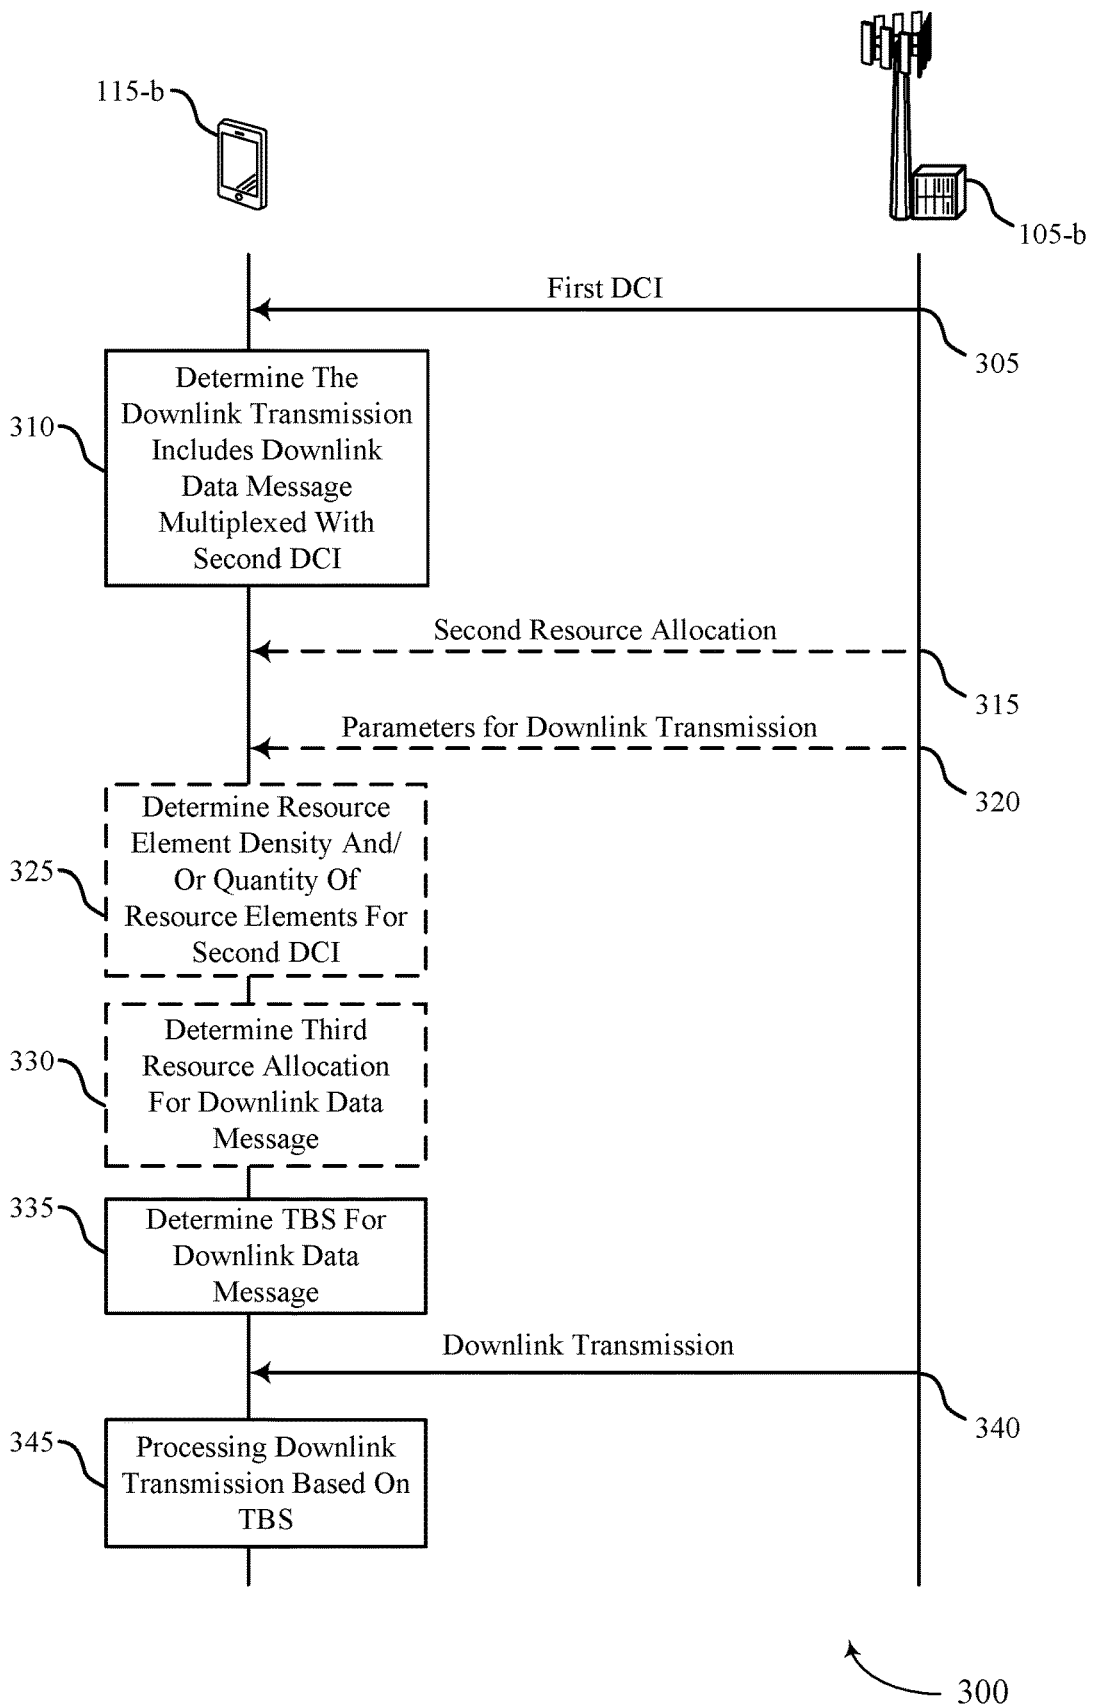 115-b
105-b
First DCI
305
310
Determine The
Downlink Transmission
Includes Downlink
Data Message
Multiplexed With
Second DCI
Second Resource Allocation
315
Parameters for Downlink Transmission
320
325
Determine Resource
Element Density And/
Or Quantity Of
Resource Elements For
Second DCI
330
Determine Third
Resource Allocation
For Downlink Data
Message
335
Determine TBS For
Downlink Data
Message
Downlink Transmission
340
345
Processing Downlink
Transmission Based On
TBS
300